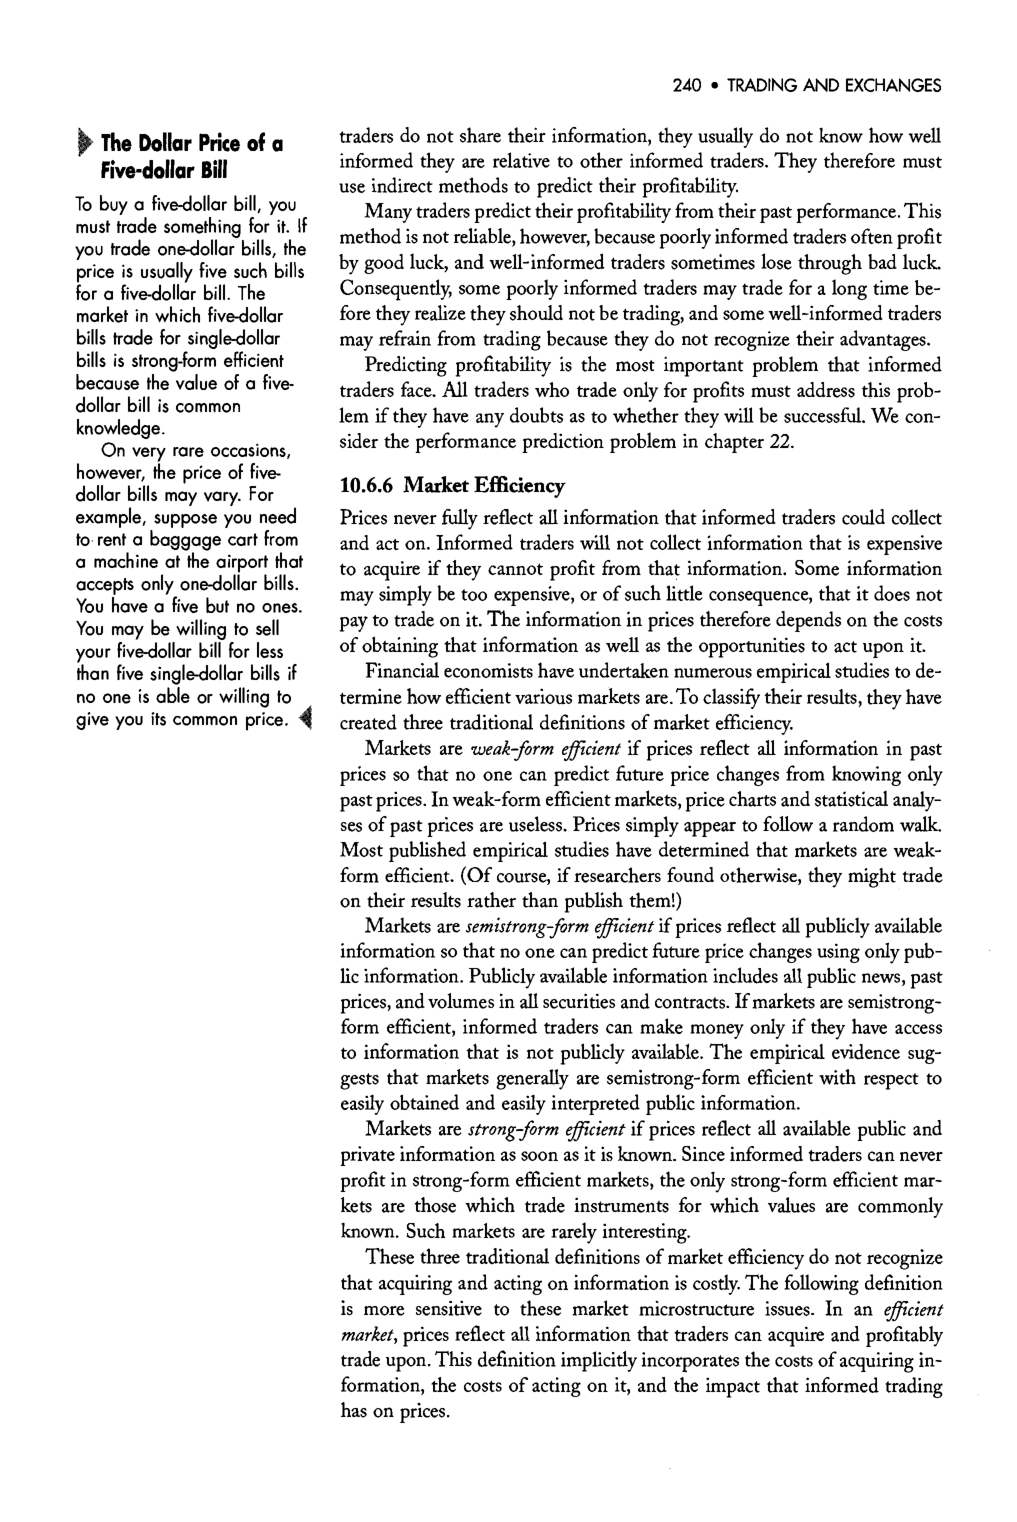 240 • TRADING AND EXCHANGES
The Dollar Price of a
Five-dollar Bill
To buy a five-dollar bill, you
must trade something for it. If
you trade one-dollar bills, the
price is usually five such bills
for a five-dollar bill. The
market in which five-dollar
bills trade for single-dollar
bills is strong-form efficient
because the value of a five-
dollar bill is common
knowledge.
On very rare occasions,
however, the price of five-
dollar bills may vary. For
example, suppose you need
to rent a baggage cart from
a machine at the airport that
accepts only one-dollar bills.
You have a five but no ones.
You may be willing to sell
your five-dollar bill for less
than five single-dollar bills if
no one is able or willing to
give you its common price.
traders do not share their information, they usually do not know how well
informed they are relative to other informed traders. They therefore must
use indirect methods to predict their profitability.
Many traders predict their profitability from their past performance. This
method is not reliable, however, because poorly informed traders often profit
by good luck, and well-informed traders sometimes lose through bad luck.
Consequently, some poorly informed traders may trade for a long time be-
fore they realize they should not be trading, and some well-informed traders
may refrain from trading because they do not recognize their advantages.
Predicting profitability is the most important problem that informed
traders face. All traders who trade only for profits must address this prob-
lem if they have any doubts as to whether they will be successful. We con-
sider the performance prediction problem in chapter 22.
10.6.6 Market Efficiency
Prices never fully reflect all information that informed traders could collect
and act on. Informed traders will not collect information that is expensive
to acquire if they cannot profit from that information. Some information
may simply be too expensive, or of such little consequence, that it does not
pay to trade on it. The information in prices therefore depends on the costs
of obtaining that information as well as the opportunities to act upon it.
Financial economists have undertaken numerous empirical studies to de-
termine how efficient various markets are. To classify their results, they have
created three traditional definitions of market efficiency.
Markets are weak-form efficient if prices reflect all information in past
prices so that no one can predict future price changes from knowing only
past prices. In weak-form efficient markets, price charts and statistical analy-
ses of past prices are useless. Prices simply appear to follow a random walk.
Most published empirical studies have determined that markets are weak-
form efficient. (Of course, if researchers found otherwise, they might trade
on their results rather than publish them!)
Markets are semistrong-form efficient if prices reflect all publicly available
information so that no one can predict future price changes using only pub-
lic information. Publicly available information includes all public news, past
prices, and volumes in all securities and contracts. If markets are semistrong-
form efficient, informed traders can make money only if they have access
to information that is not publicly available. The empirical evidence sug-
gests that markets generally are semistrong-form efficient with respect to
easily obtained and easily interpreted public information.
Markets are strong-form efficient if prices reflect all available public and
private information as soon as it is known. Since informed traders can never
profit in strong-form efficient markets, the only strong-form efficient mar-
kets are those which trade instruments for which values are commonly
known. Such markets are rarely interesting.
These three traditional definitions of market efficiency do not recognize
that acquiring and acting on information is costly. The following definition
is more sensitive to these market microstructure issues. In an efficient
market, prices reflect all information that traders can acquire and profitably
trade upon. This definition implicitly incorporates the costs of acquiring in-
formation, the costs of acting on it, and the impact that informed trading
has on prices.